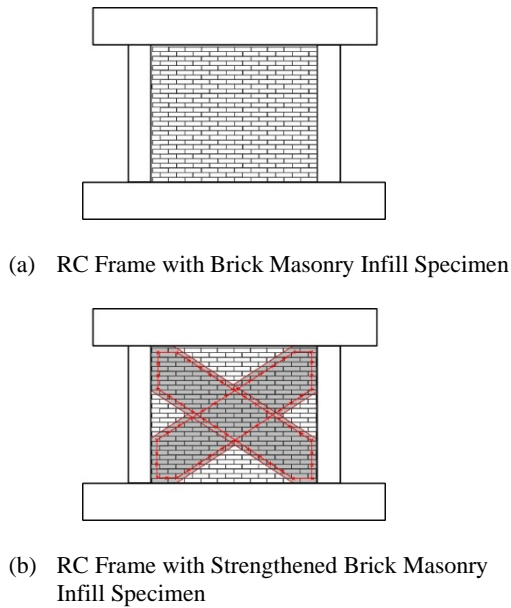 (a) RC Frame with Brick Masonry Infill Specimen
(b) RC Frame with Strengthened Brick Masonry
Infill Specimen